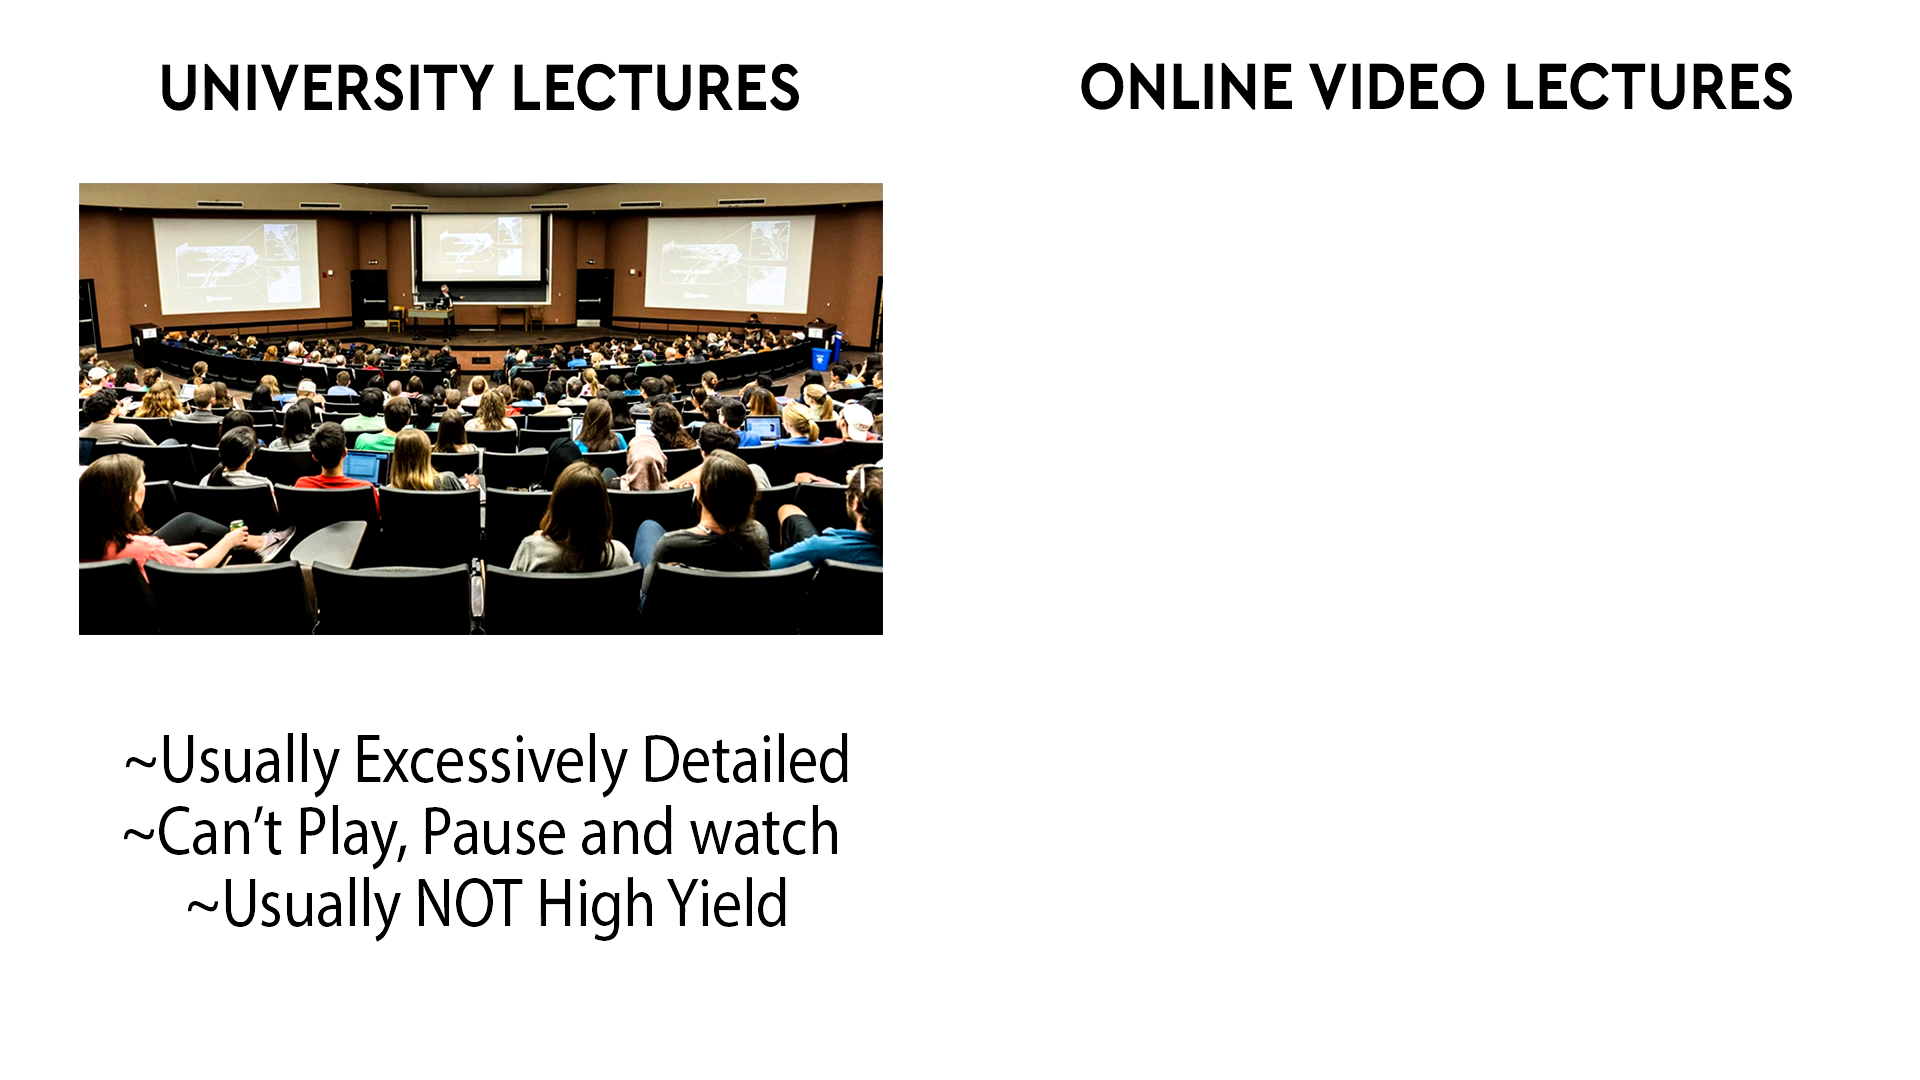 UNIVERSITY LECTURES
ONLINE VIDEO LECTURES
~Usually Excessively Detailed
~Can’t Play, Pause and watch
~Usually NOT High Yield